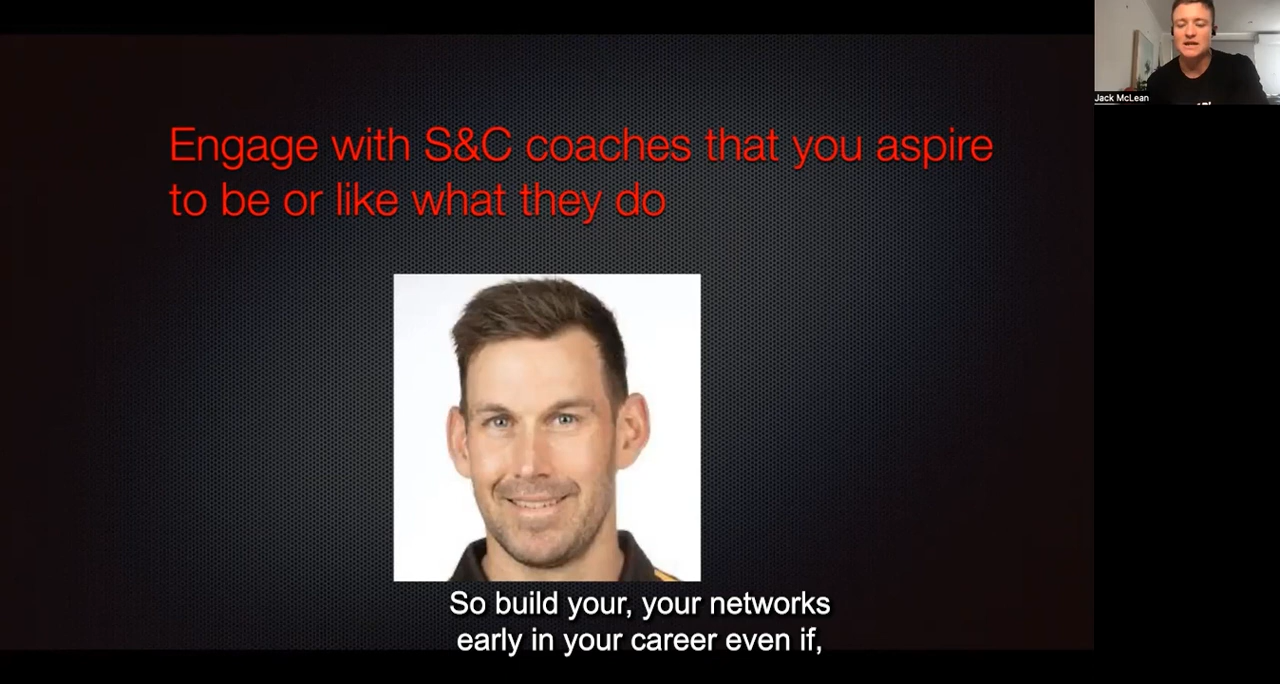 Engage with S&C coaches that you aspire
to be or like what they do
Jack McLean
So build your, your networks
early in your career even if,